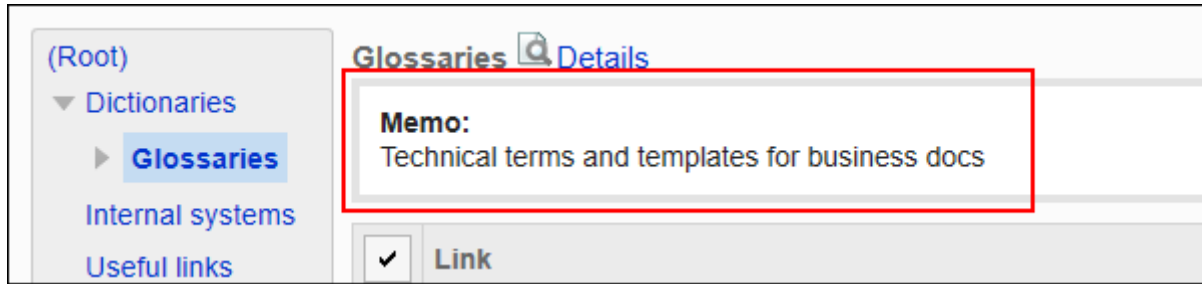 (Root)
Dictionaries
Glossaries
Internal systems
Useful links
Glossaries Details
Memo:
Technical terms and templates for business docs
Link